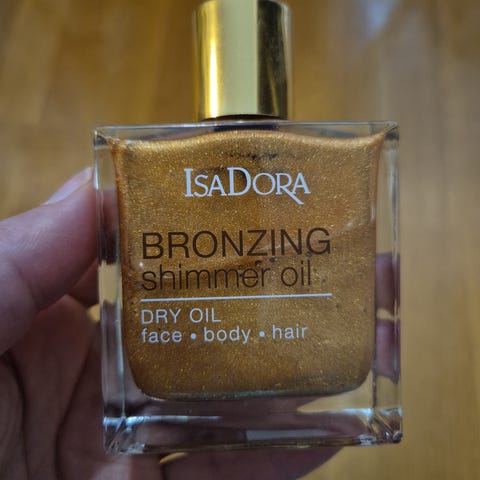 IsaDora
BRONZING
shimmer oil
DRY OIL
face • body • hair